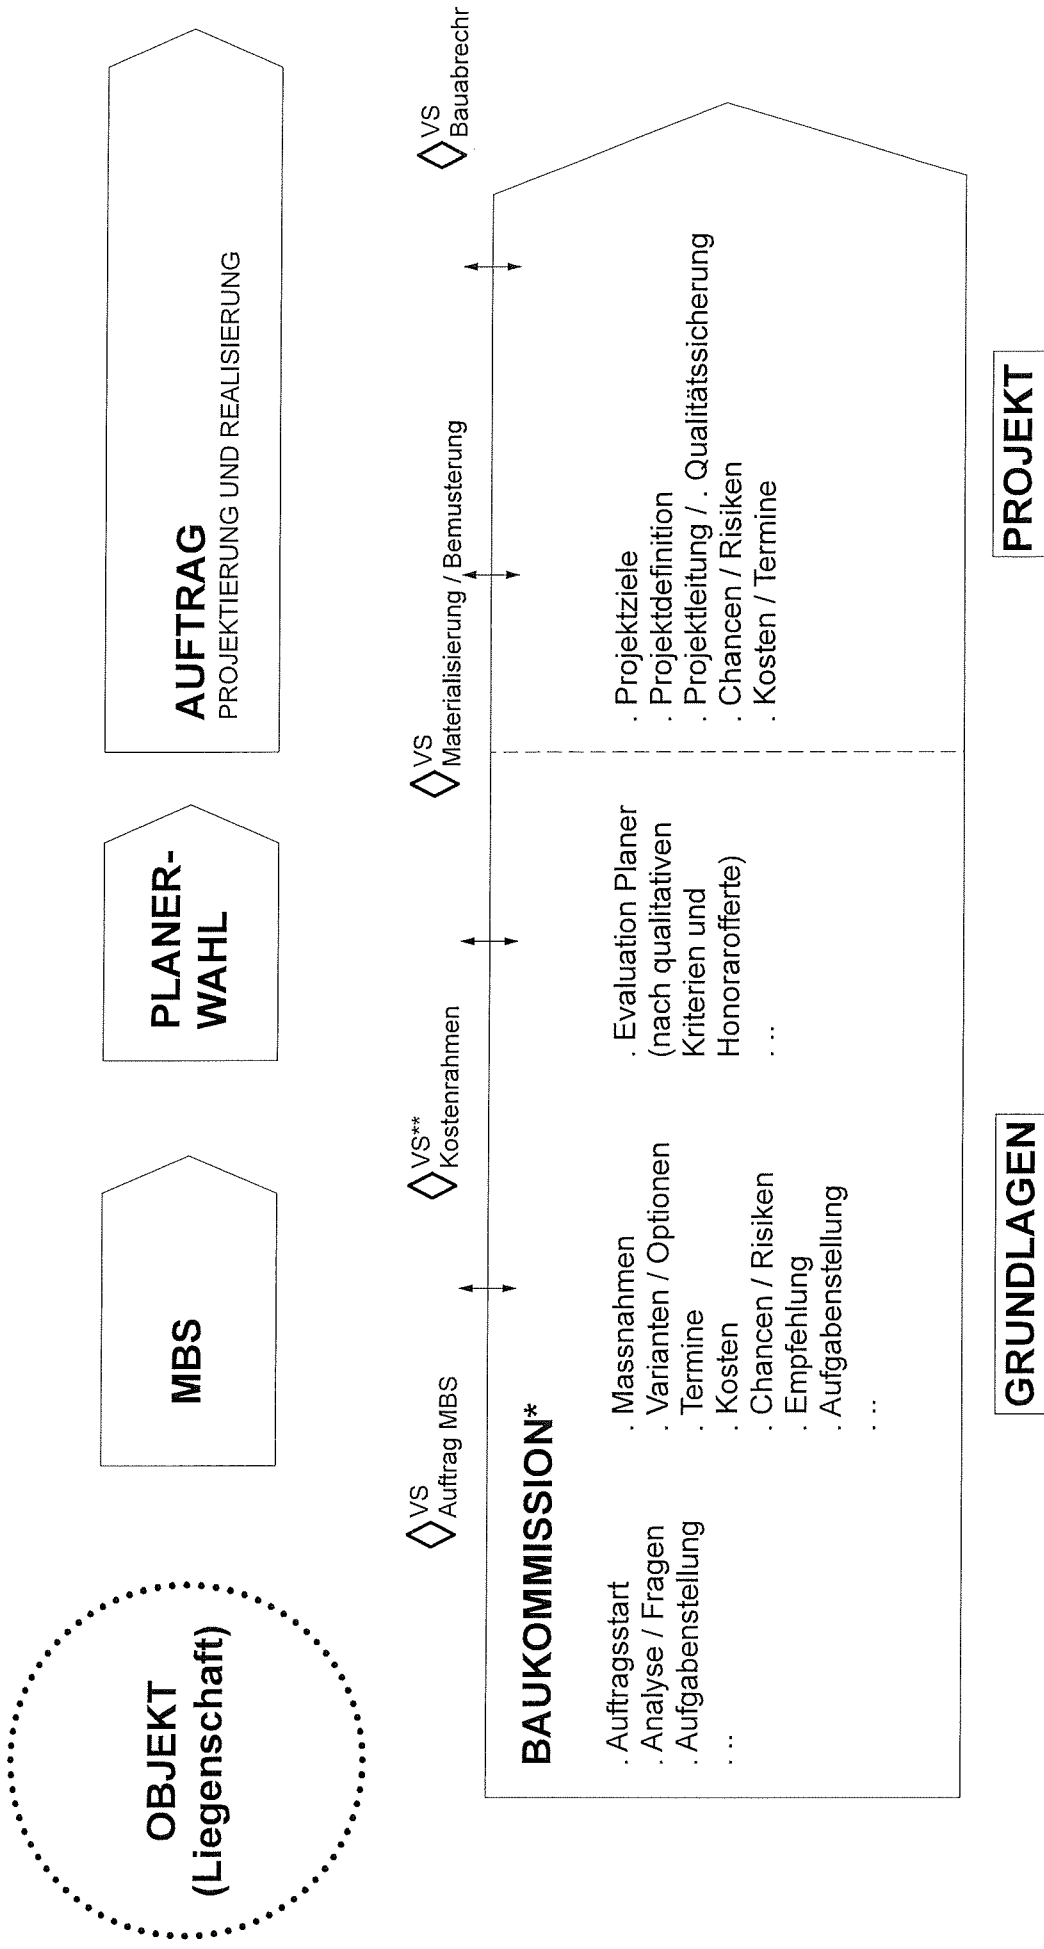 OBJEKT
(Liegenschaft)
MBS
PLANER-
WAHL
AUFTRAG
PROJEKTIERUNG UND REALISIERUNG
VS
Auftrag MBS
VS**
Kostenrahmen
VS
Materialisierung / Bemusterung
VS
Bauabrechr
BAUKOMMISSION*
. Auftragsstart
. Analyse / Fragen
. Aufgabenstellung
. ...
. Massnahmen
. Varianten / Optionen
. Termine
. Kosten
. Chancen / Risiken
. Empfehlung
. Aufgabenstellung
...
. Evaluation Planer
(nach qualitativen
Kriterien und
Honorarofferte)
. ...
. Projektziele
. Projektdefinition
. Projektleitung / . Qualitätssicherung
. Chancen / Risiken
. Kosten / Termine
GRUNDLAGEN
PROJEKT